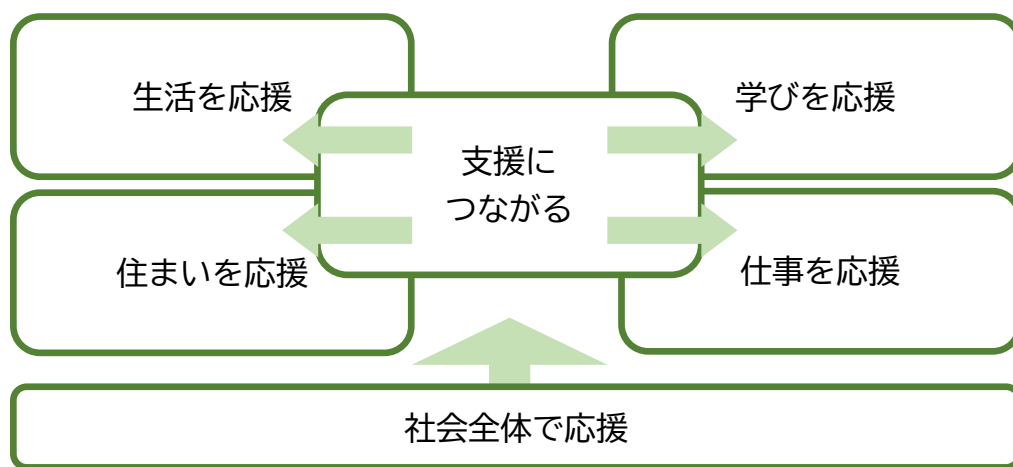 生活を応援
学びを応援
支援に
つながる
住まいを応援
仕事を応援
社会全体で応援